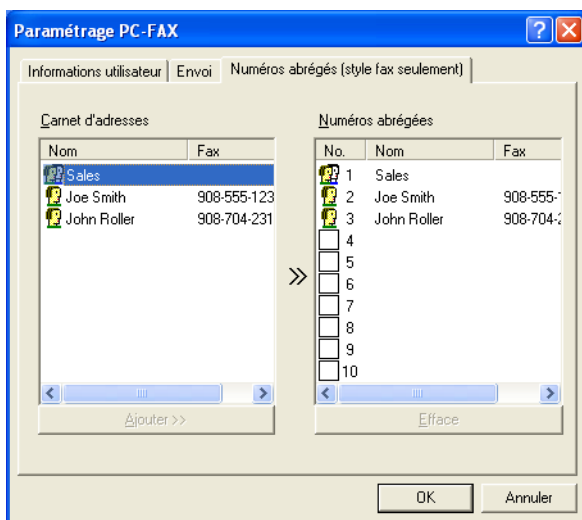 Paramétrage PC-FAX
Informations utilisateur Envoi Numéros abrégés (style fax seulement)
Carnet d'adresses Numéros abrégées
Nom Fax No. Nom Fax
Sales 1 Sales
Joe Smith 908-555-123 2 Joe Smith 908-555-
John Roller 908-704-231 3 John Roller 908-704-
4
5
6
7
8
9
10
Ajouter >> Efface
OK Annuler